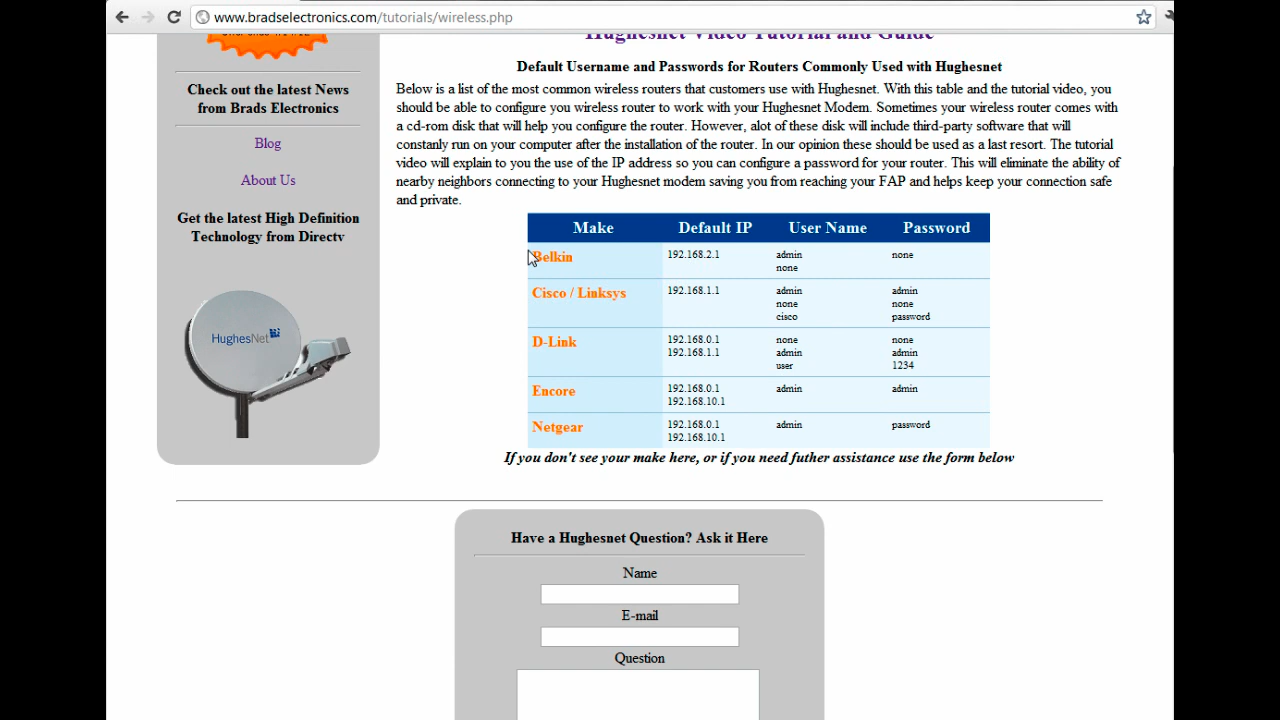 www.bradselectronics.com/tutorials/wireless.php
Hughesnet Video Tutorial and Guide
Check out the latest News
from Brads Electronics
Blog
About Us
Get the latest High Definition
Technology from Directv
HughesNet
Default Username and Passwords for Routers Commonly Used with Hughesnet
Below is a list of the most common wireless routers that customers use with Hughesnet. With this table and the tutorial video, you
should be able to configure you wireless router to work with your Hughesnet Modem. Sometimes your wireless router comes with
a cd-rom disk that will help you configure the router. However, alot of these disk will include third-party software that will
constanly run on your computer after the installation of the router. In our opinion these should be used as a last resort. The tutorial
video will explain to you the use of the IP address so you can configure a password for your router. This will eliminate the ability of
nearby neighbors connecting to your Hughesnet modem saving you from reaching your FAP and helps keep your connection safe
and private.
Make Default IP User Name Password
Belkin 192.168.2.1 admin none
none
Cisco / Linksys 192.168.1.1 admin admin
none none
cisco password
D-Link 192.168.0.1 none none
192.168.1.1 admin admin
user 1234
Encore 192.168.0.1 admin admin
192.168.10.1
Netgear 192.168.0.1 admin password
192.168.10.1
If you don't see your make here, or if you need futher assistance use the form below
Have a Hughesnet Question? Ask it Here
Name
E-mail
Question